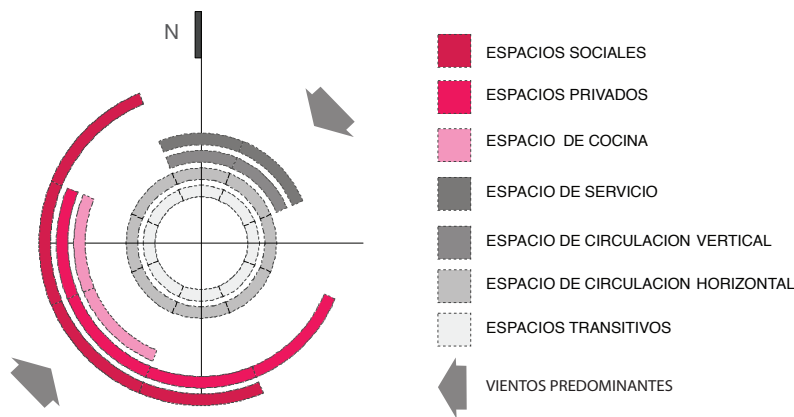 N
ESPACIOS SOCIALES
ESPACIOS PRIVADOS
ESPACIO DE COCINA
ESPACIO DE SERVICIO
ESPACIO DE CIRCULACION VERTICAL
ESPACIO DE CIRCULACION HORIZONTAL
ESPACIOS TRANSITIVOS
VIENTOS PREDOMINANTES